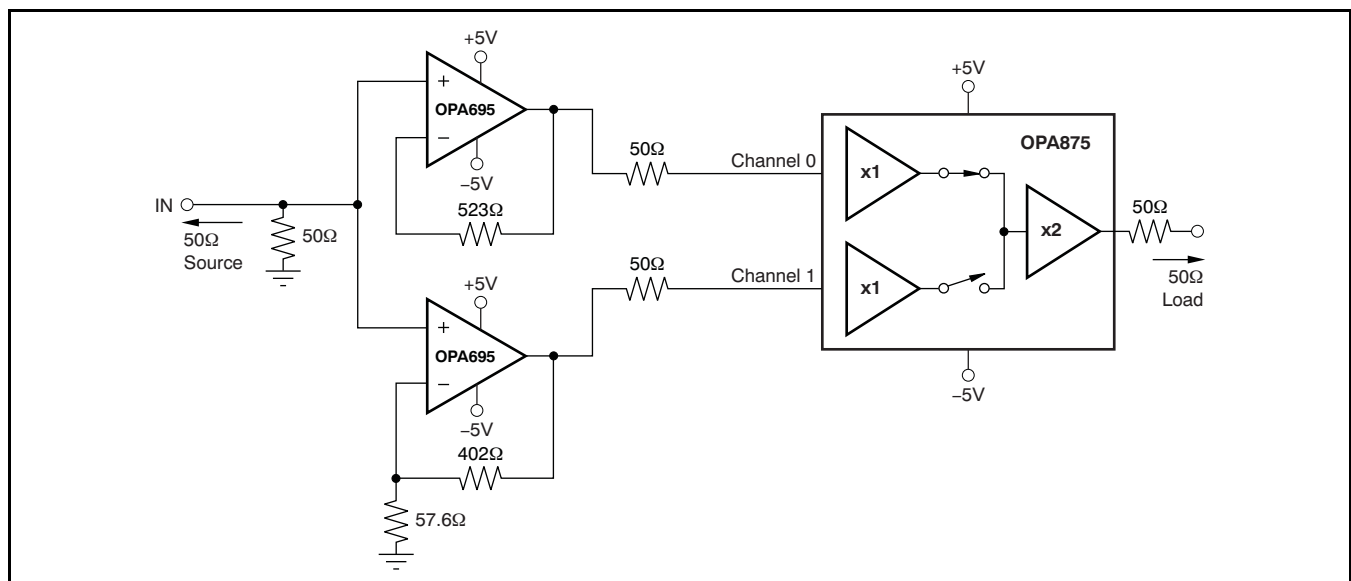 +5V
+
OPA695
−
−5V
523Ω
50Ω
Channel 0
+5V
OPA875
x1
x1
x2
50Ω
50Ω
Load
−5V
IN
50Ω
Source
50Ω
50Ω
Channel 1
+5V
+
OPA695
−
−5V
402Ω
57.6Ω